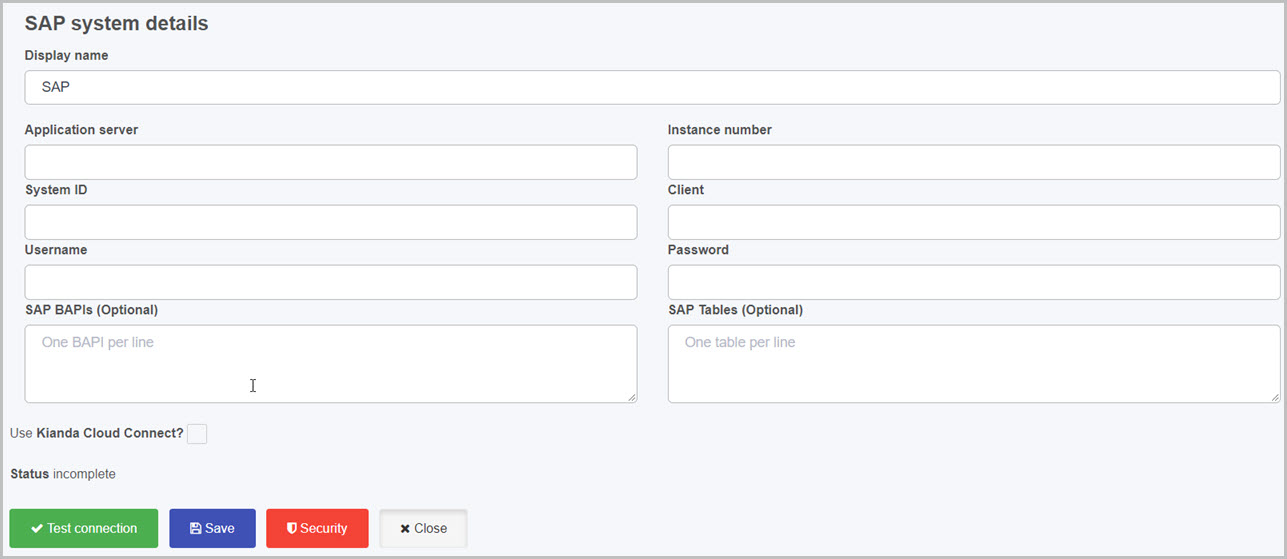 SAP system details
Display name
SAP
Application server
Instance number
System ID
Client
Username
Password
SAP BAPIs (Optional)
SAP Tables (Optional)
One BAPI per line
One table per line
Use Kianda Cloud Connect?
Status incomplete
Test connection
Save
Security
Close